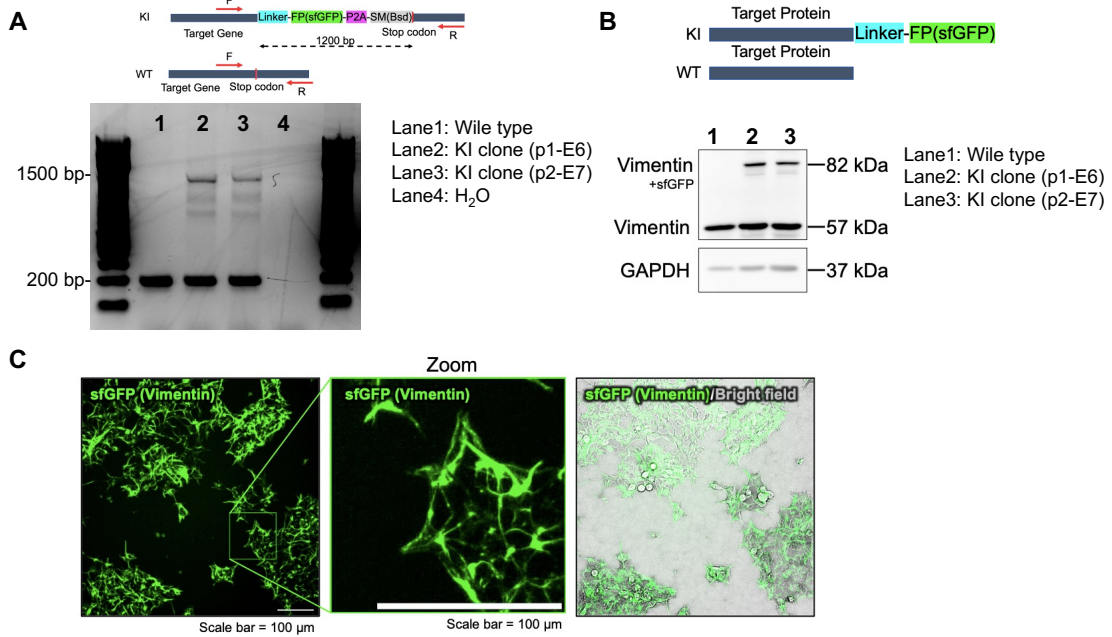 A
F
KI
Linker-FP(sfGFP)-P2A-SM(Bsd)
Target Gene
Stop codon
R
1200 bp
F
WT
Target Gene
Stop codon
R
1 2 3 4
1500 bp
200 bp
Lane1: Wile type
Lane2: KI clone (p1-E6)
Lane3: KI clone (p2-E7)
Lane4: H2O
B
Target Protein
KI
Linker-FP(sfGFP)
Target Protein
WT
1 2 3
Vimentin
+sfGFP
82 kDa
Vimentin
57 kDa
GAPDH
37 kDa
Lane1: Wile type
Lane2: KI clone (p1-E6)
Lane3: KI clone (p2-E7)
C
Zoom
sfGFP (Vimentin)
sfGFP (Vimentin)
sfGFP (Vimentin)/Bright field
Scale bar = 100 µm
Scale bar = 100 µm